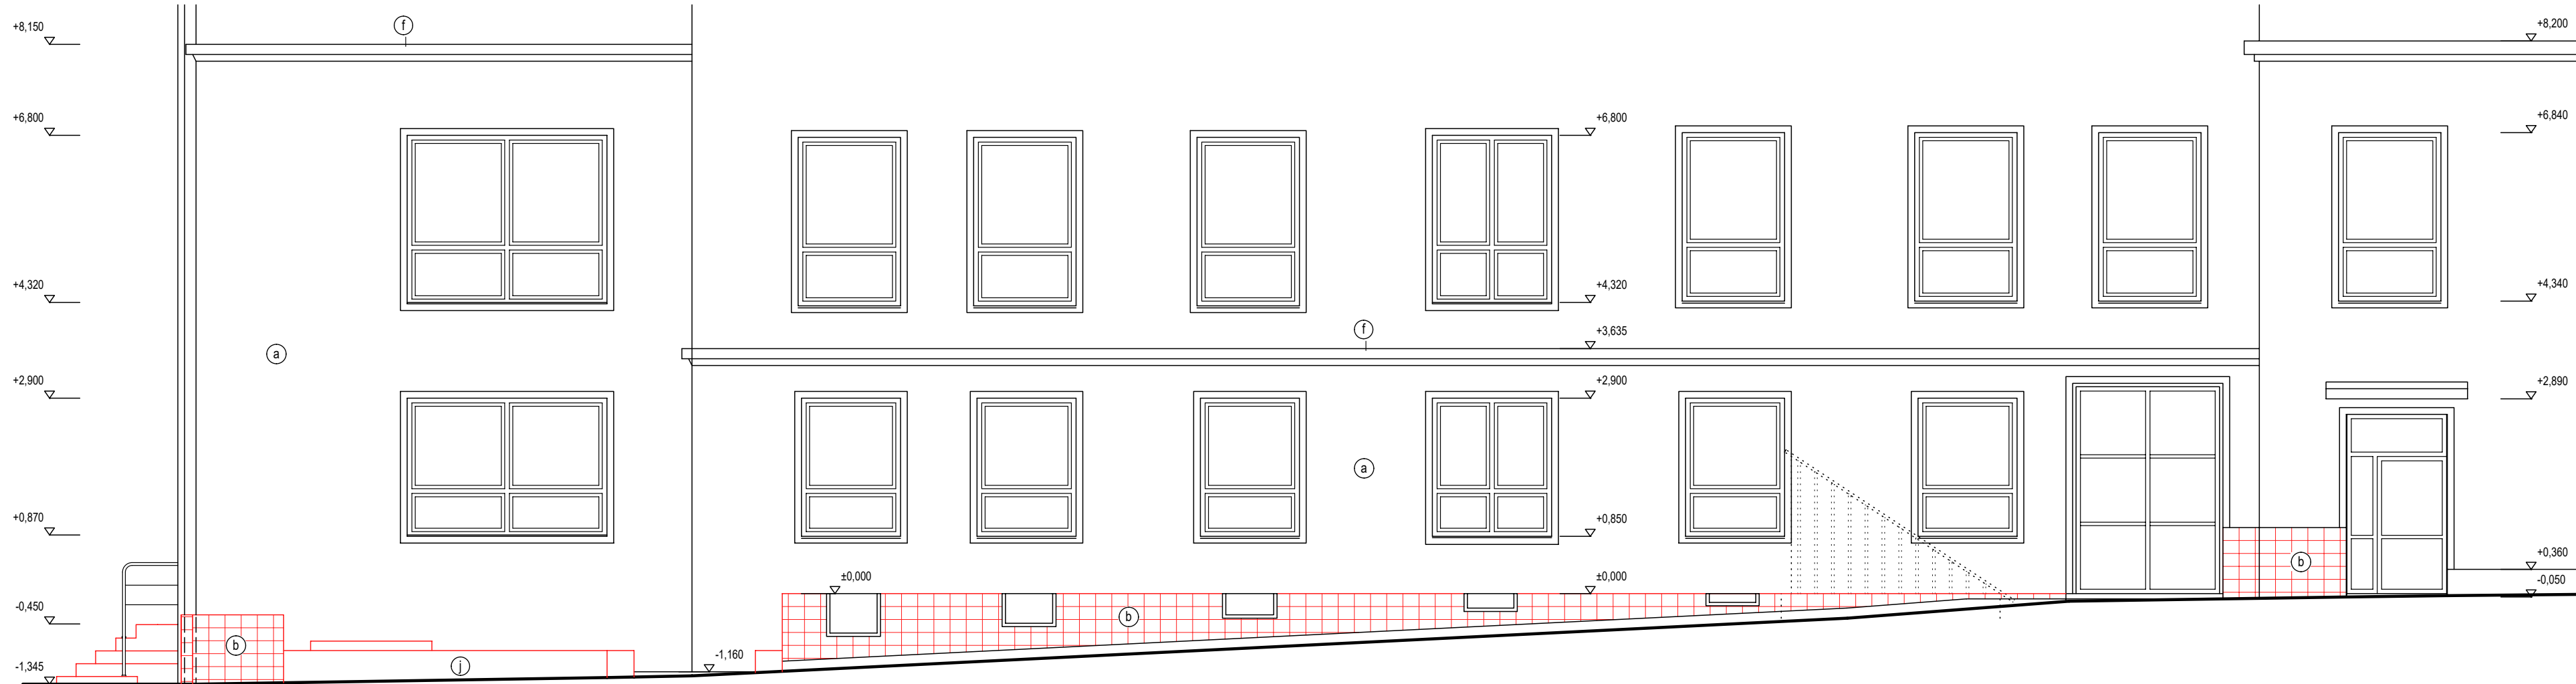 +8,150
f
+8,200
+6,800
+6,800
+6,840
+4,320
+4,320
+4,340
f
+3,635
a
+2,900
+2,900
+2,890
a
+0,870
+0,850
+0,360
±0,000
±0,000
-0,050
b
-0,450
b
b
-1,160
-1,345
j